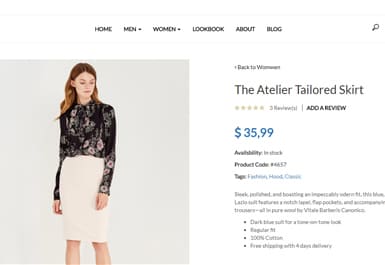 HOME MEN WOMEN LOOKBOOK ABOUT BLOG
‹ Back to Womwen
The Atelier Tailored Skirt
3 Review(s) | ADD A REVIEW
$ 35,99
Availability: In stock
Product Code: #4657
Tags: Fashion, Hood, Classic
Sleek, polished, and boasting an impeccably odern fit, this blue,
Lazio suit features a notch lapel, flap pockets, and accompanyin
trousers—all in pure wool by Vitale Barberis Canonico.
• Dark blue suit for a tone-on-tone look
• Regular fit
• 100% Cotton
• Free shipping with 4 days delivery